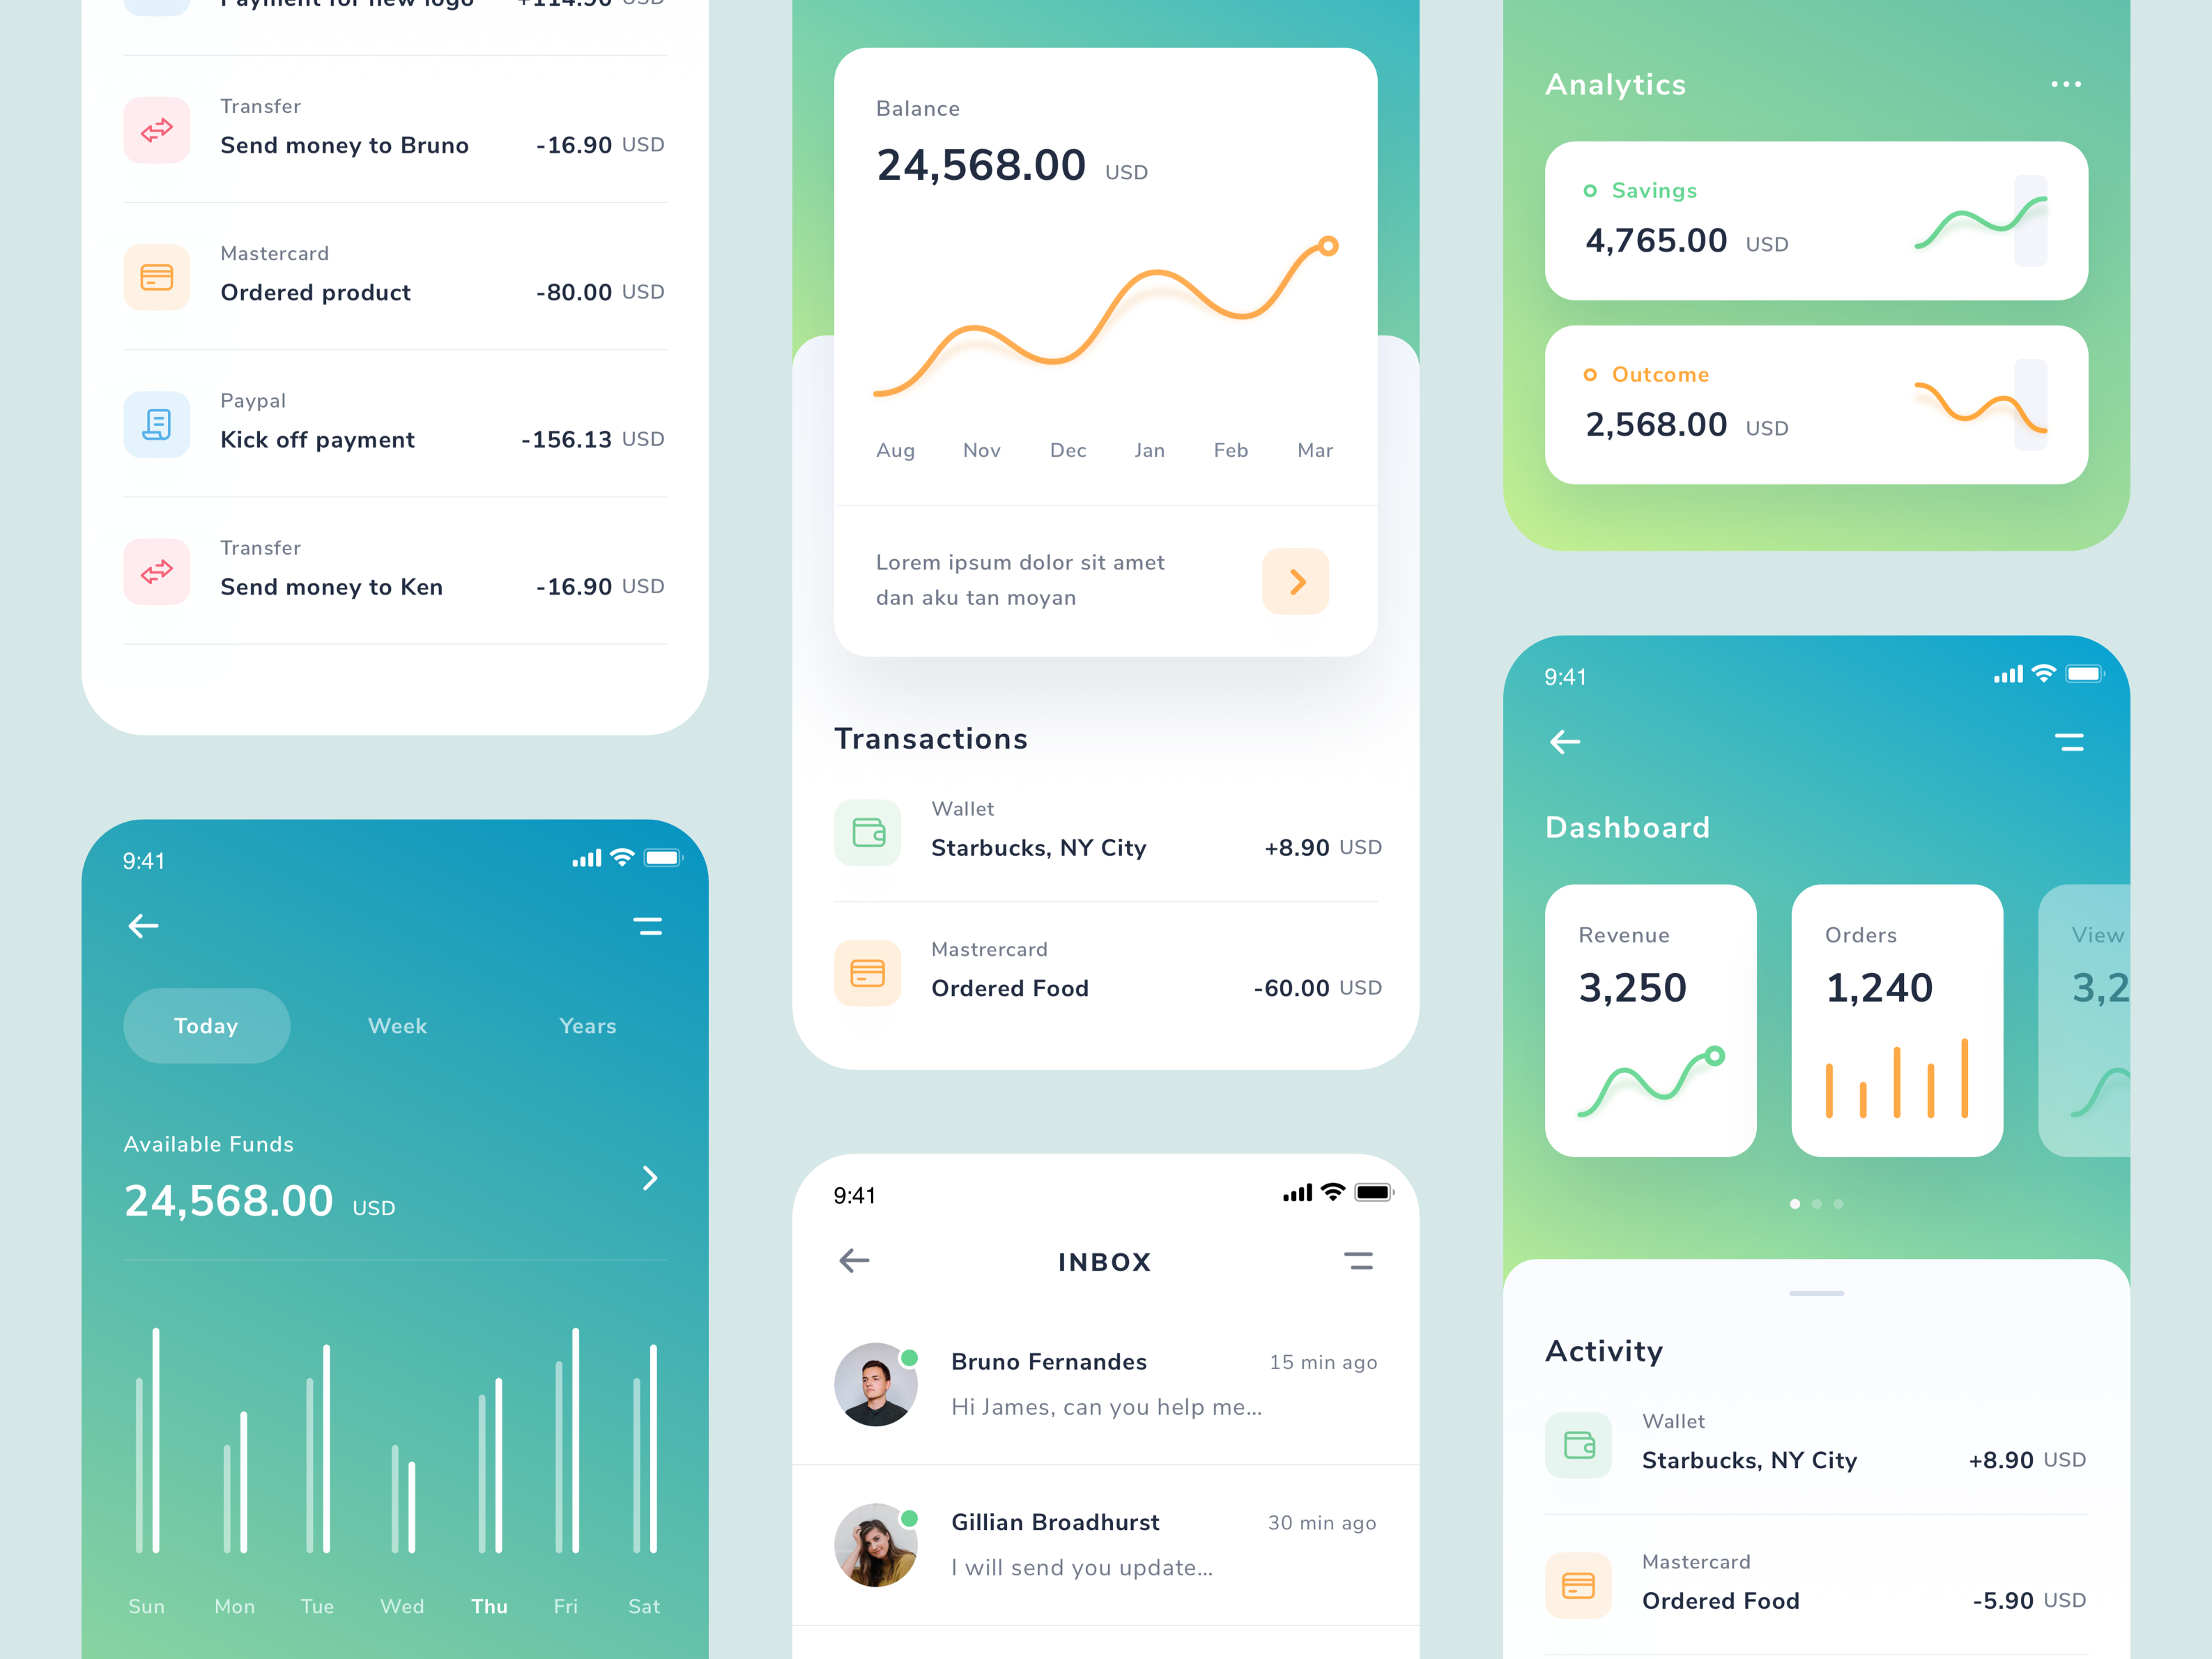 Payment for new logo +114.90 USD
Transfer
Send money to Bruno -16.90 USD
Mastercard
Ordered product -80.00 USD
Paypal
Kick off payment -156.13 USD
Transfer
Send money to Ken -16.90 USD
9:41
Today Week Years
Available Funds
24,568.00 USD
Sun Mon Tue Wed Thu Fri Sat
Balance
24,568.00 USD
Aug Nov Dec Jan Feb Mar
Lorem ipsum dolor sit amet
dan aku tan moyan
Transactions
Wallet
Starbucks, NY City +8.90 USD
Mastrercard
Ordered Food -60.00 USD
9:41
INBOX
Bruno Fernandes 15 min ago
Hi James, can you help me...
Gillian Broadhurst 30 min ago
I will send you update...
Analytics
Savings
4,765.00 USD
Outcome
2,568.00 USD
9:41
Dashboard
Revenue Orders View
3,250 1,240 3,2
Activity
Wallet
Starbucks, NY City +8.90 USD
Mastercard
Ordered Food -5.90 USD